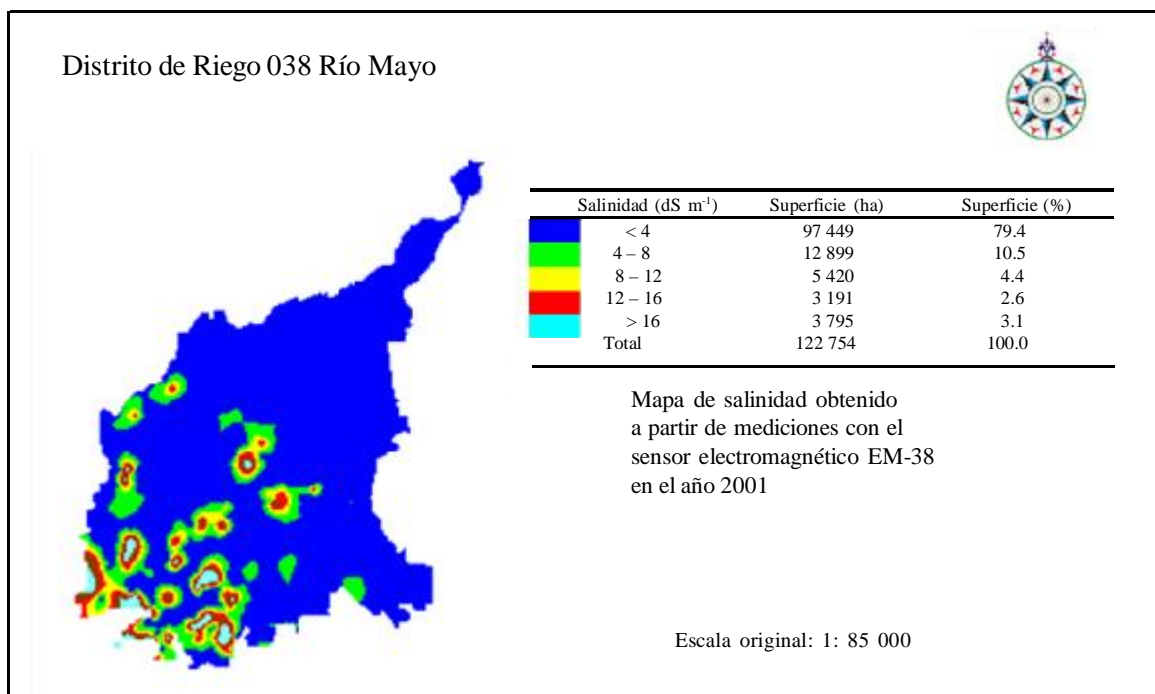 Distrito de Riego 038 Río Mayo
Salinidad (dS m-1) Superficie (ha) Superficie (%)
< 4 97 449 79.4
4 – 8 12 899 10.5
8 – 12 5 420 4.4
12 – 16 3 191 2.6
> 16 3 795 3.1
Total 122 754 100.0
Mapa de salinidad obtenido
a partir de mediciones con el
sensor electromagnético EM-38
en el año 2001
Escala original: 1: 85 000